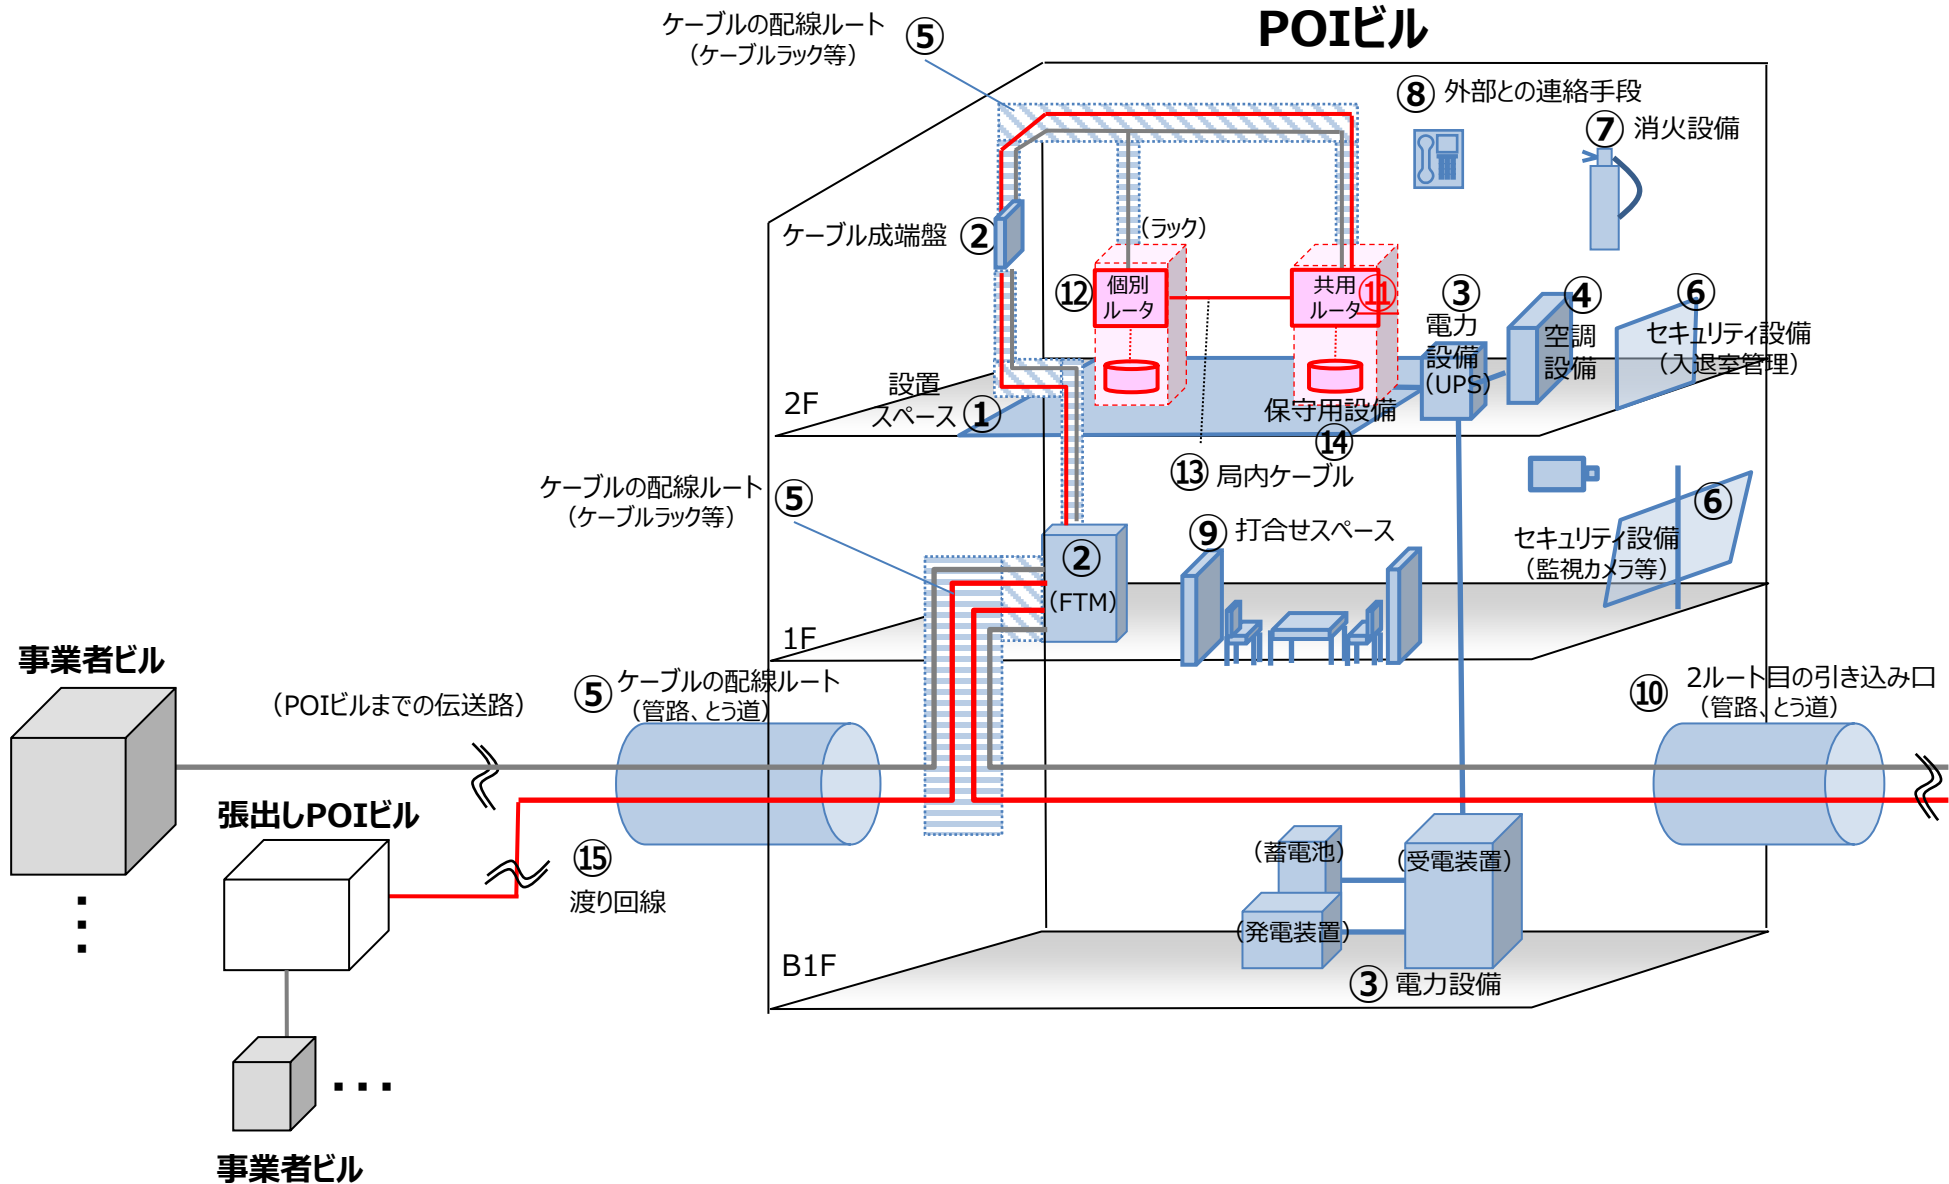 POIビル
ケーブルの配線ルート
（ケーブルラック等）
⑤
⑧ 外部との連絡手段
⑦ 消火設備
ケーブル成端盤 ②
（ラック）
⑫
個別
ルータ
共用
ルータ
⑪
③
電力
設備
（UPS）
④
空調
設備
⑥
セキュリティ設備
（入退室管理）
2F
設置
スペース ①
保守用設備
⑭
⑬ 局内ケーブル
ケーブルの配線ルート
（ケーブルラック等）
⑤
②
（FTM）
⑨ 打合せスペース
⑥
セキュリティ設備
（監視カメラ等）
1F
事業者ビル
（POIビルまでの伝送路）
⑤ ケーブルの配線ルート
（管路、とう道）
⑩ 2ルート目の引き込み口
（管路、とう道）
張出しPOIビル
⑮
渡り回線
（蓄電池）
（受電装置）
（発電装置）
B1F
③ 電力設備
事業者ビル